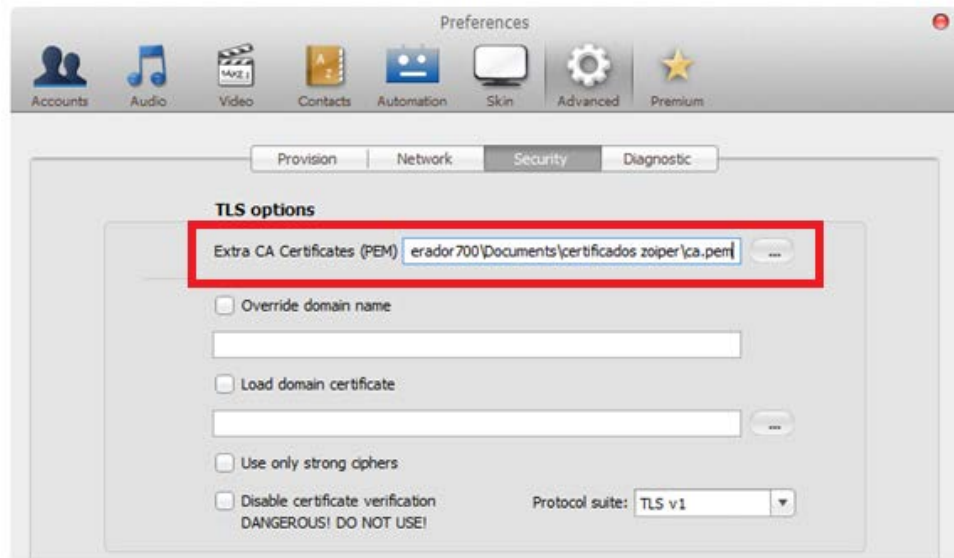 Preferences
Accounts Audio Video Contacts Automation Skin Advanced Premium
Provision Network Security Diagnostic
TLS options
Extra CA Certificates (PEM) erador700\Documents\certificados zoiper\ca.pem ...
Override domain name
Load domain certificate
...
Use only strong ciphers
Disable certificate verification Protocol suite: TLS v1
DANGEROUS! DO NOT USE!